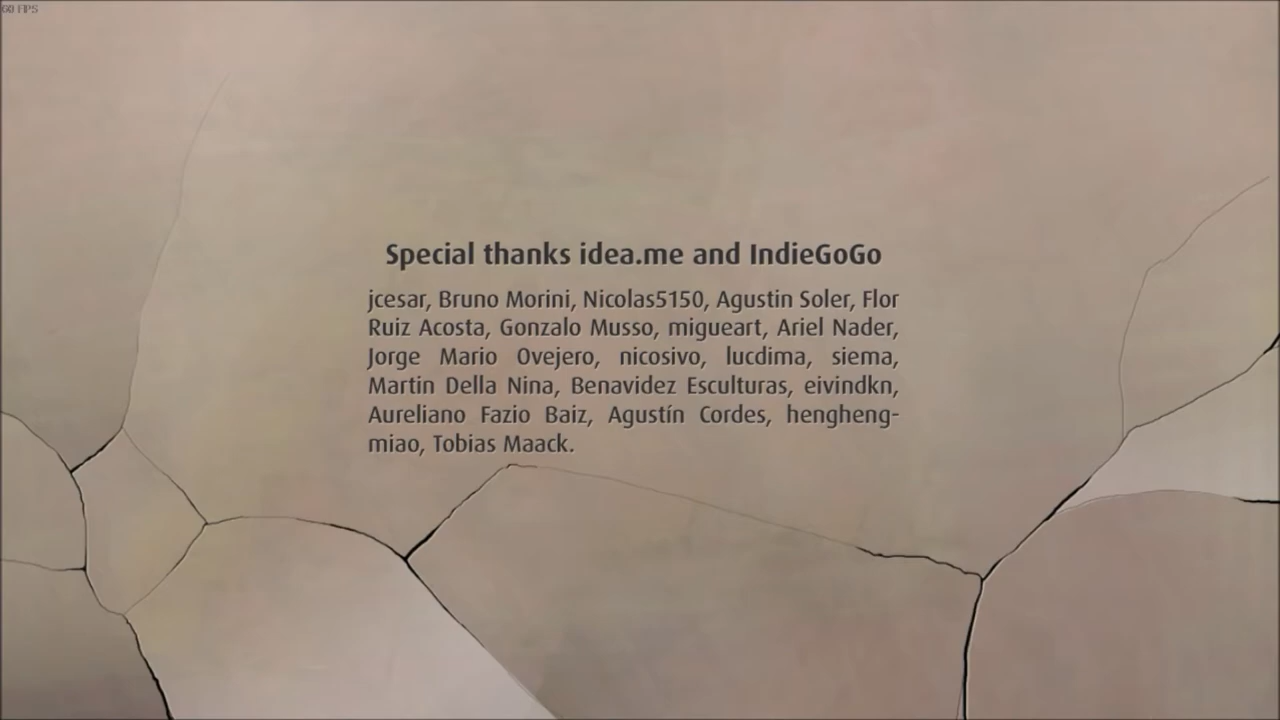 60 FPS
Special thanks idea.me and IndieGoGo
jcesar, Bruno Morini, Nicolas5150, Agustin Soler, Flor
Ruiz Acosta, Gonzalo Musso, migueart, Ariel Nader,
Jorge Mario Ovejero, nicosivo, lucdima, siema,
Martin Della Nina, Benavidez Esculturas, eivindkn,
Aureliano Fazio Baiz, Agustín Cordes, hengheng-
miao, Tobias Maack.